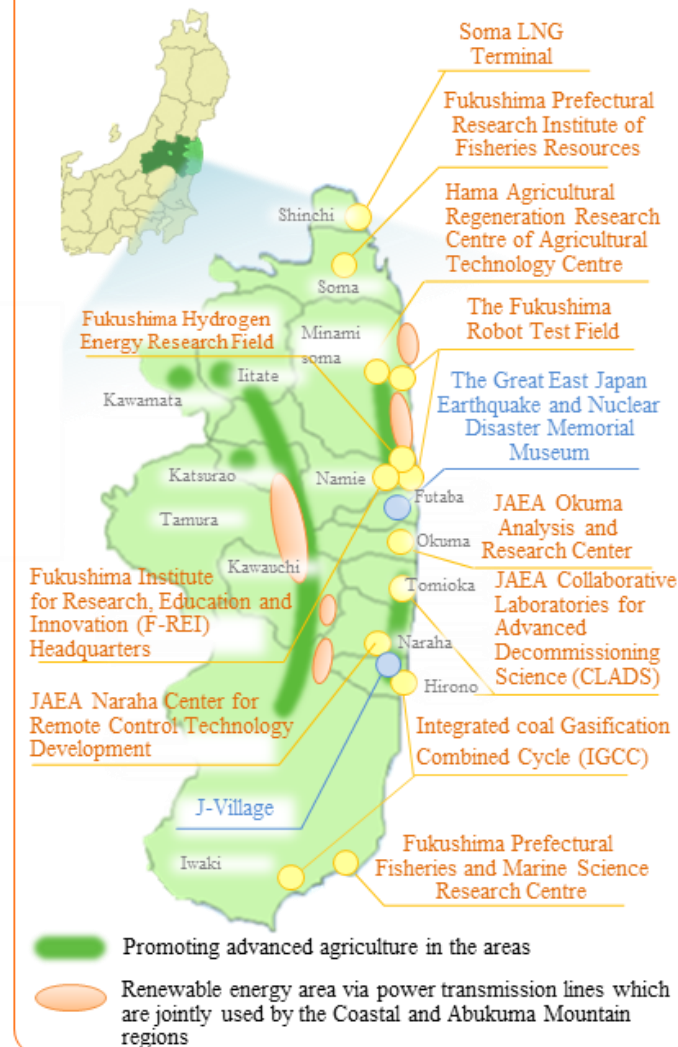 Soma LNG
Terminal
Fukushima Prefectural
Research Institute of
Fisheries Resources
Hama Agricultural
Regeneration Research
Centre of Agricultural
Technology Centre
Shinchi
Soma
The Fukushima
Robot Test Field
Fukushima Hydrogen
Energy Research Field
Minami
soma
Iitate
Kawamata
The Great East Japan
Earthquake and Nuclear
Disaster Memorial
Museum
Katsurao
Namie
Futaba
Tamura
Okuma
JAEA Okuma
Analysis and
Research Center
Kawauchi
Tomioka
JAEA Collaborative
Laboratories for
Advanced
Decommissioning
Science (CLADS)
Fukushima Institute
for Research, Education and
Innovation (F-REI)
Headquarters
Naraha
Hirono
JAEA Naraha Center for
Remote Control Technology
Development
Integrated coal Gasification
Combined Cycle (IGCC)
J-Village
Iwaki
Fukushima Prefectural
Fisheries and Marine Science
Research Centre
Promoting advanced agriculture in the areas
Renewable energy area via power transmission lines which
are jointly used by the Coastal and Abukuma Mountain
regions